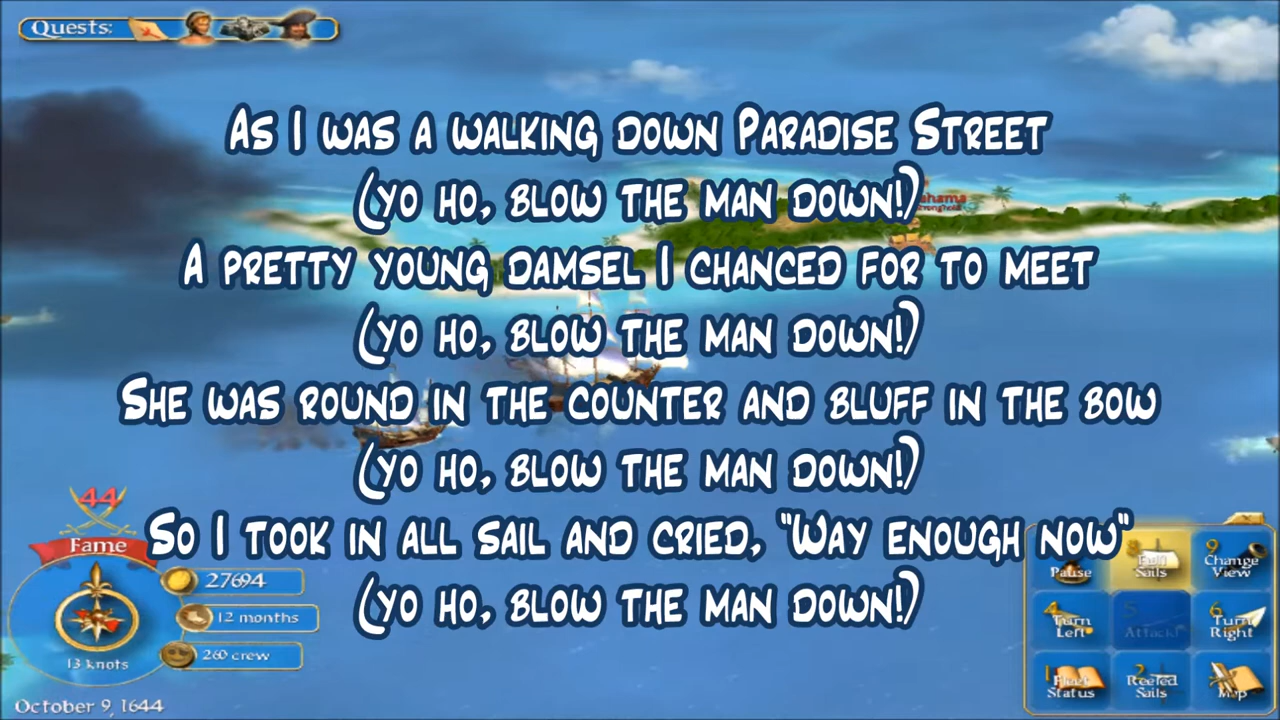 Quests:
As I was a walking down Paradise Street
(yo ho, blow the man down!)
A pretty young damsel I chanced for to meet
(yo ho, blow the man down!)
She was round in the counter and bluff in the bow
(yo ho, blow the man down!)
So I took in all sail and cried, "Way enough now"
(yo ho, blow the man down!)
44
Fame
27694
12 months
260 crew
13 knots
October 9, 1644
Pause
Full Sails
9 Change View
4 Turn Left
5 Attack!
6 Turn Right
1 Fleet Status
2 Reefed Sails
Map